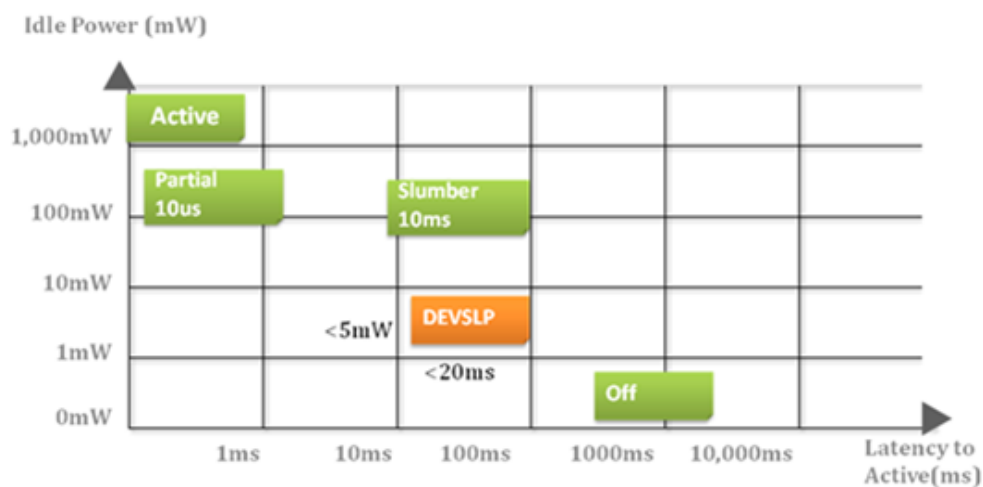 Idle Power (mW)
Active
1,000mW
Partial
10us
Slumber
10ms
100mW
10mW
DEVSLP
<5mW
1mW
<20ms
Off
0mW
1ms
10ms
100ms
1000ms
10,000ms
Latency to
Active(ms)